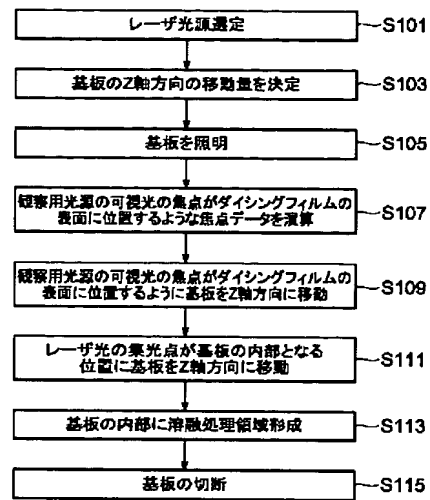 レーザ光源選定
S101
基板のZ軸方向の移動量を決定
S103
基板を照明
S105
観察用光源の可視光の焦点がダイシングフィルムの
表面に位置するような焦点データを演算
S107
観察用光源の可視光の焦点がダイシングフィルムの
表面に位置するように基板をZ軸方向に移動
S109
レーザ光の集光点が基板の内部となる
位置に基板をZ軸方向に移動
S111
基板の内部に溶融処理領域形成
S113
基板の切断
S115